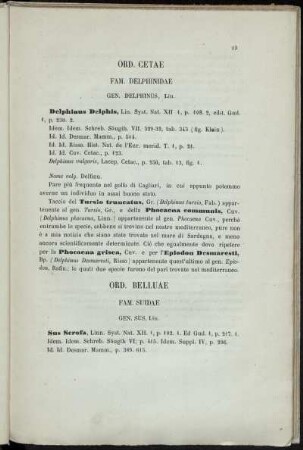 ORD. CETAE
FAM. DELPHINIDAE
GEN. DELPHINUS, Lin.
Delphinus Delphis, Lin. Syst. Nat. XII 1, p. 108. 2, edit. Gmd.
1, p. 230. 2.
Idem. Idem. Schreb. Säugth. VII. tab. 343 (fig. Klein).
Id. Id. Desmar. Mamm., p. 514.
Id. Id. Risso. Hist. Nat. de l'Eur. merid. T. 4, p. 24.
Id. Id. Cuv. Cetac., p. 123.
Delphinus vulgaris, Lacep. Cetac., p. 250, tab. 13, fig. 1.
Nome volg. Delfinu.
Pare più frequente nel golfo di Cagliari, in cui appunto potemmo
averne un individuo in assai buono stato.
Taccio del Tursio truncatus, Gr. (Delphinus tursio, Fab.) appar-
tenente al gen. Tursio, Gr., e della Phocaena communis, Cuv.
(Delphinus phocaena, Linn.) appartenente al gen. Phocaena Cuv., perchè
entrambe le specie, sebbene si trovino nel nostro mediterraneo, pure non
è a mia notizia che siano state trovate nel mare di Sardegna, e meno
ancora scientificamente determinate. Ciò che egualmente devo ripetere
per la Phocaena grisea, Cuv. e per l'Epiodon Desmaresti,
Bp. (Delphinus Desmaresti, Risso) appartenente quest'ultimo al gen. Epio-
don, Rafin., le quali due specie furono del pari trovate nel mediterraneo.
ORD. BELLUAE
FAM. SUIDAE
GEN. SUS, Lin.
Sus Scrofa, Linn. Syst. Nat. XII. 1, p. 102. 1. Ed Gmd 1, p. 217. 1.
Idem. Idem. Schreb. Säugth VI, p. 415. Idem. Suppl. IV, p. 296.
Id. Id. Desmar. Mamm., p. 389. 615.